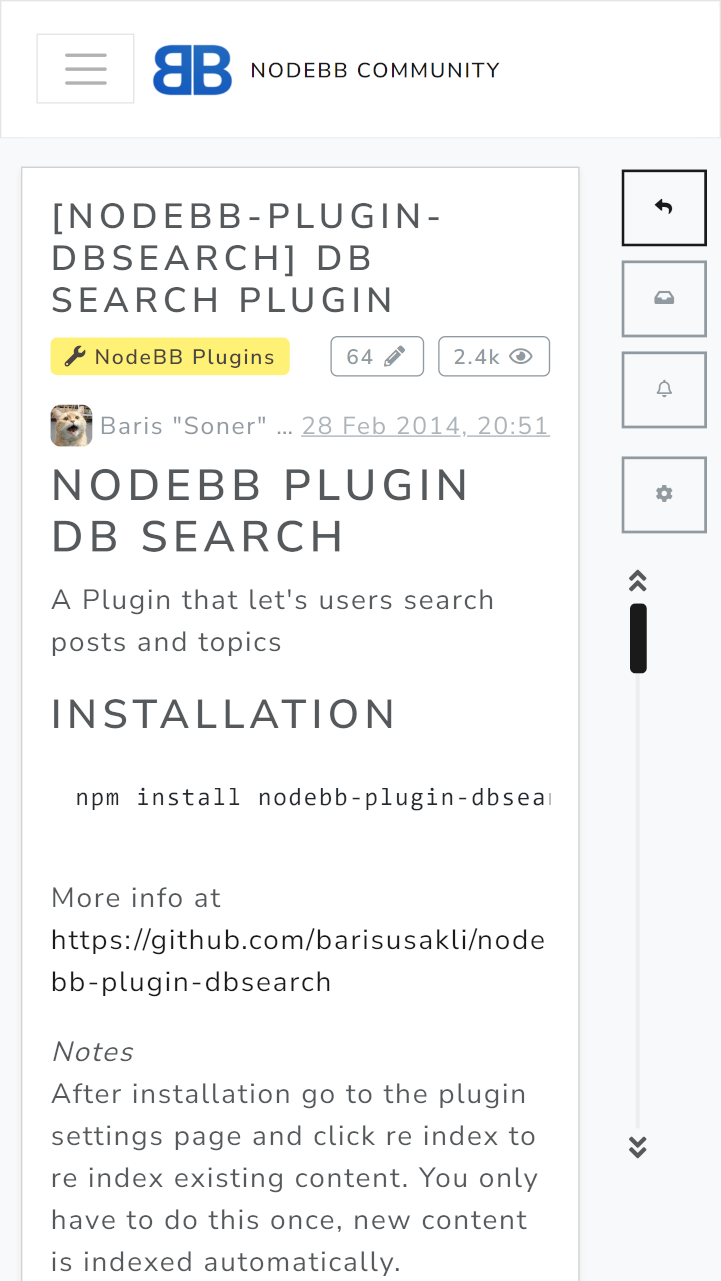 BB NODEBB COMMUNITY
[NODEBB-PLUGIN-
DBSEARCH] DB
SEARCH PLUGIN
NodeBB Plugins 64 2.4k
Baris "Soner" ... 28 Feb 2014, 20:51
NODEBB PLUGIN
DB SEARCH
A Plugin that let's users search
posts and topics
INSTALLATION
npm install nodebb-plugin-dbsear
More info at
https://github.com/barisusakli/node
bb-plugin-dbsearch
Notes
After installation go to the plugin
settings page and click re index to
re index existing content. You only
have to do this once, new content
is indexed automatically.